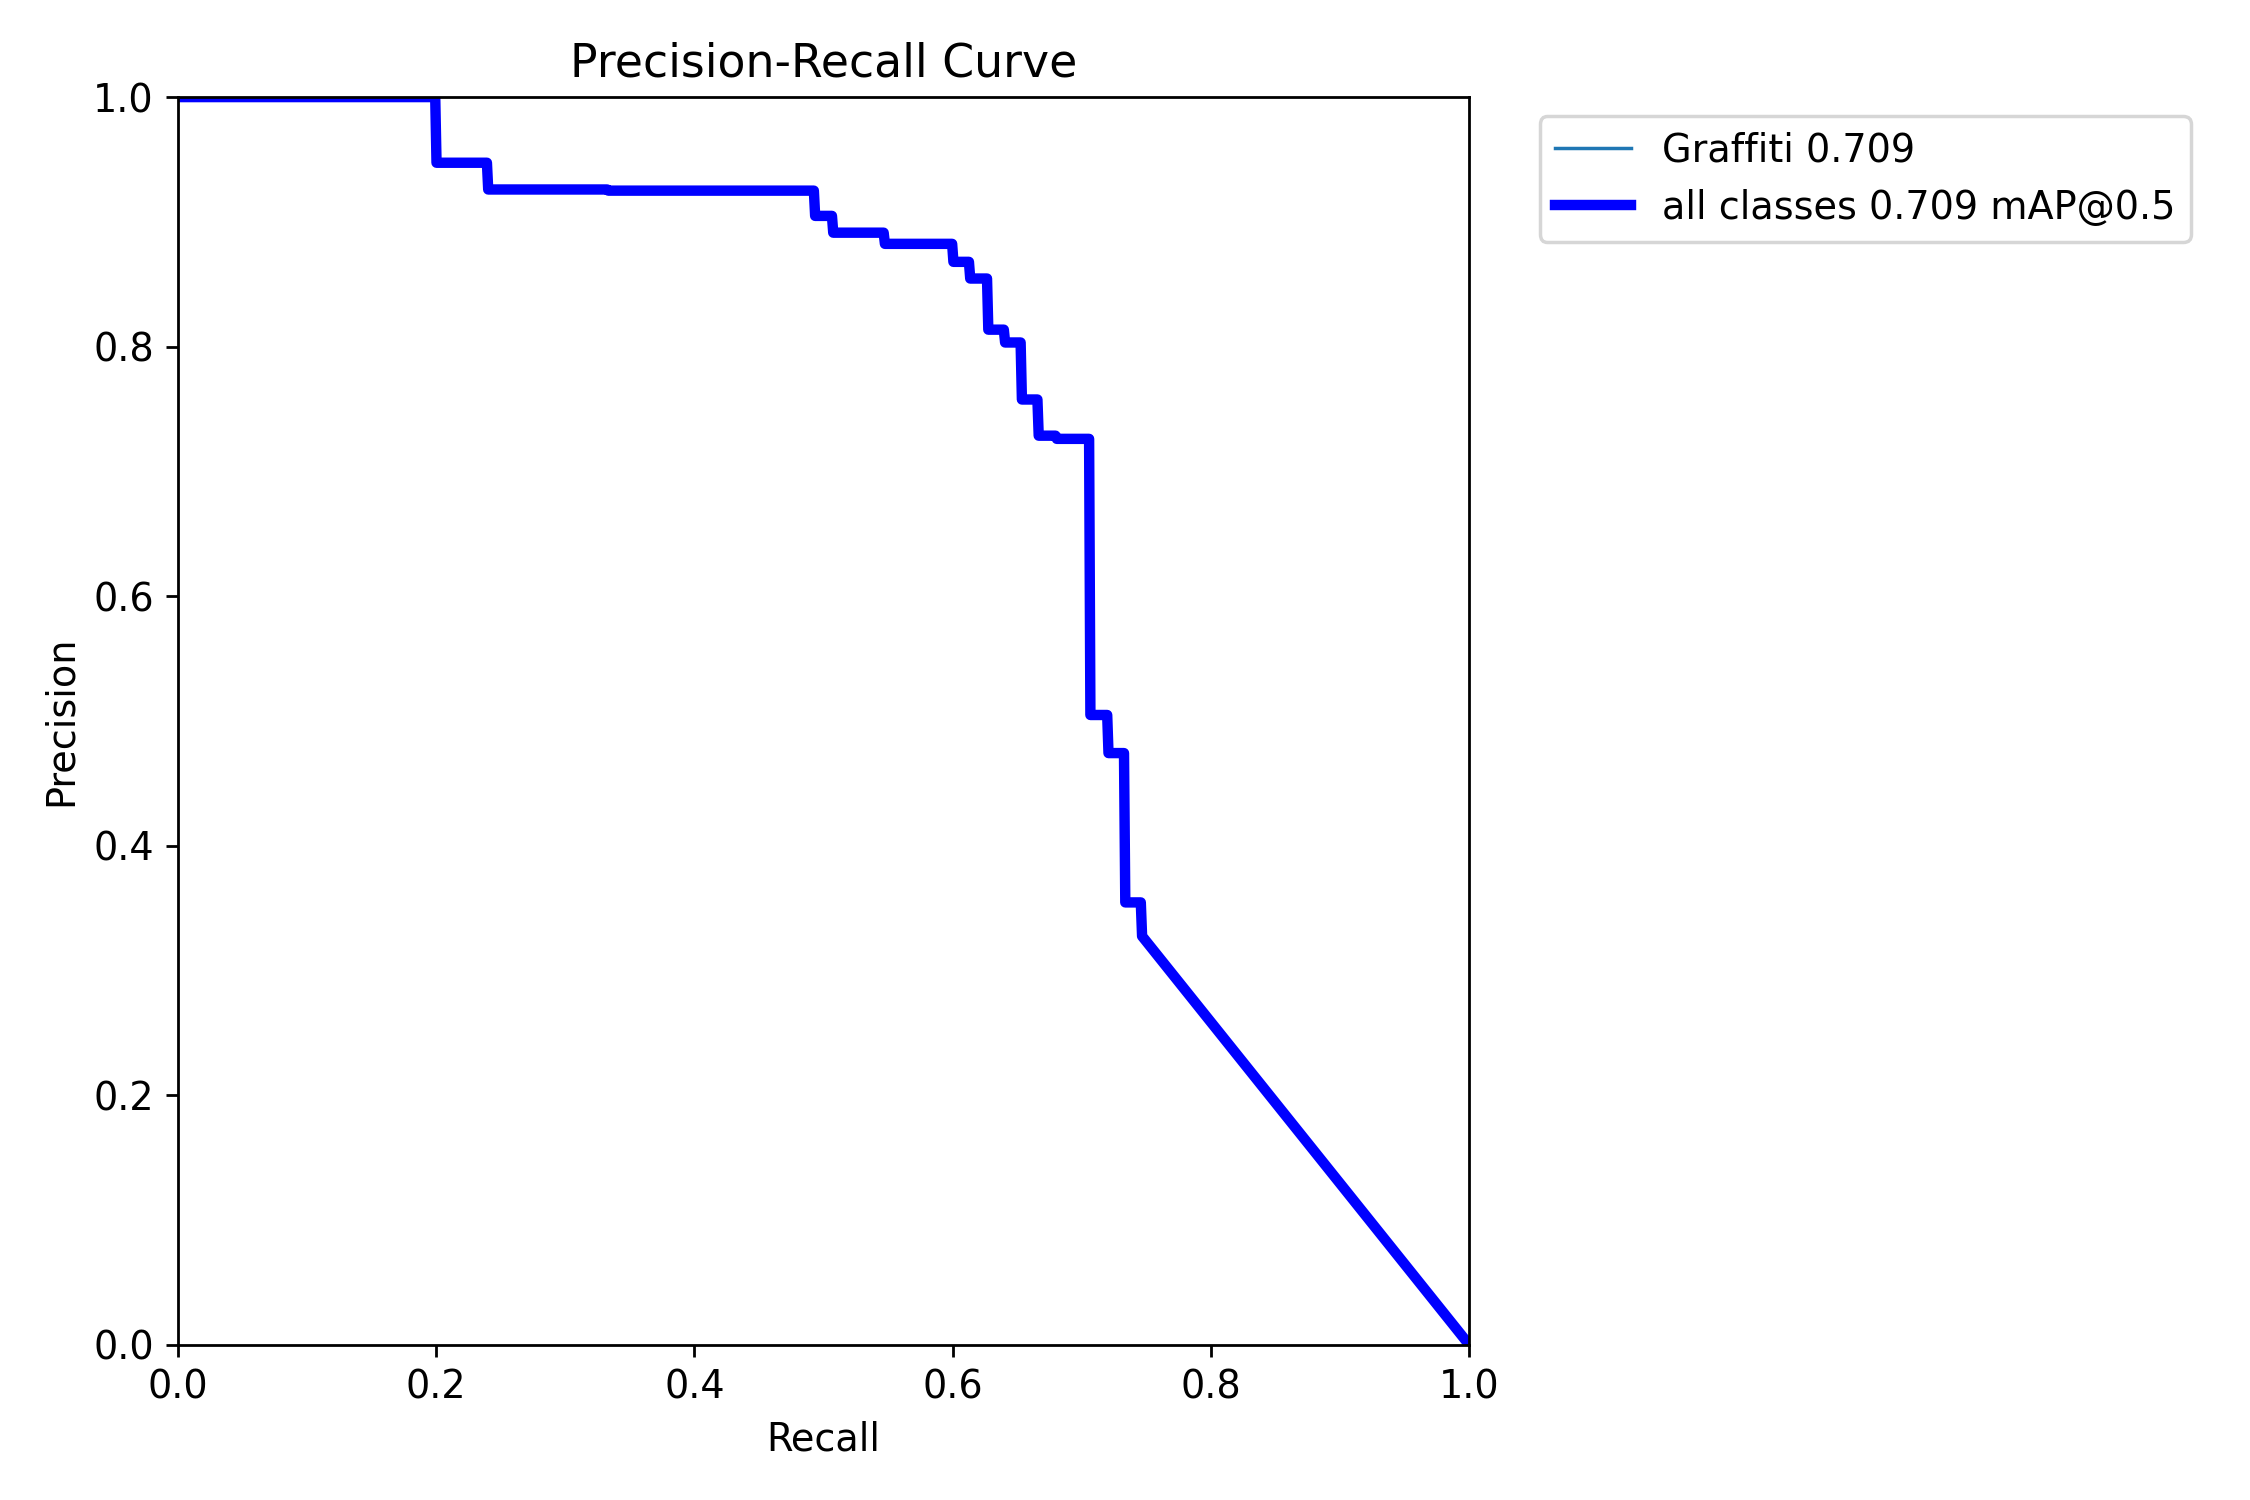 Precision-Recall Curve
Graffiti 0.709
all classes 0.709 mAP@0.5
Precision
1.0
0.8
0.6
0.4
0.2
0.0
0.0 0.2 0.4 0.6 0.8 1.0
Recall